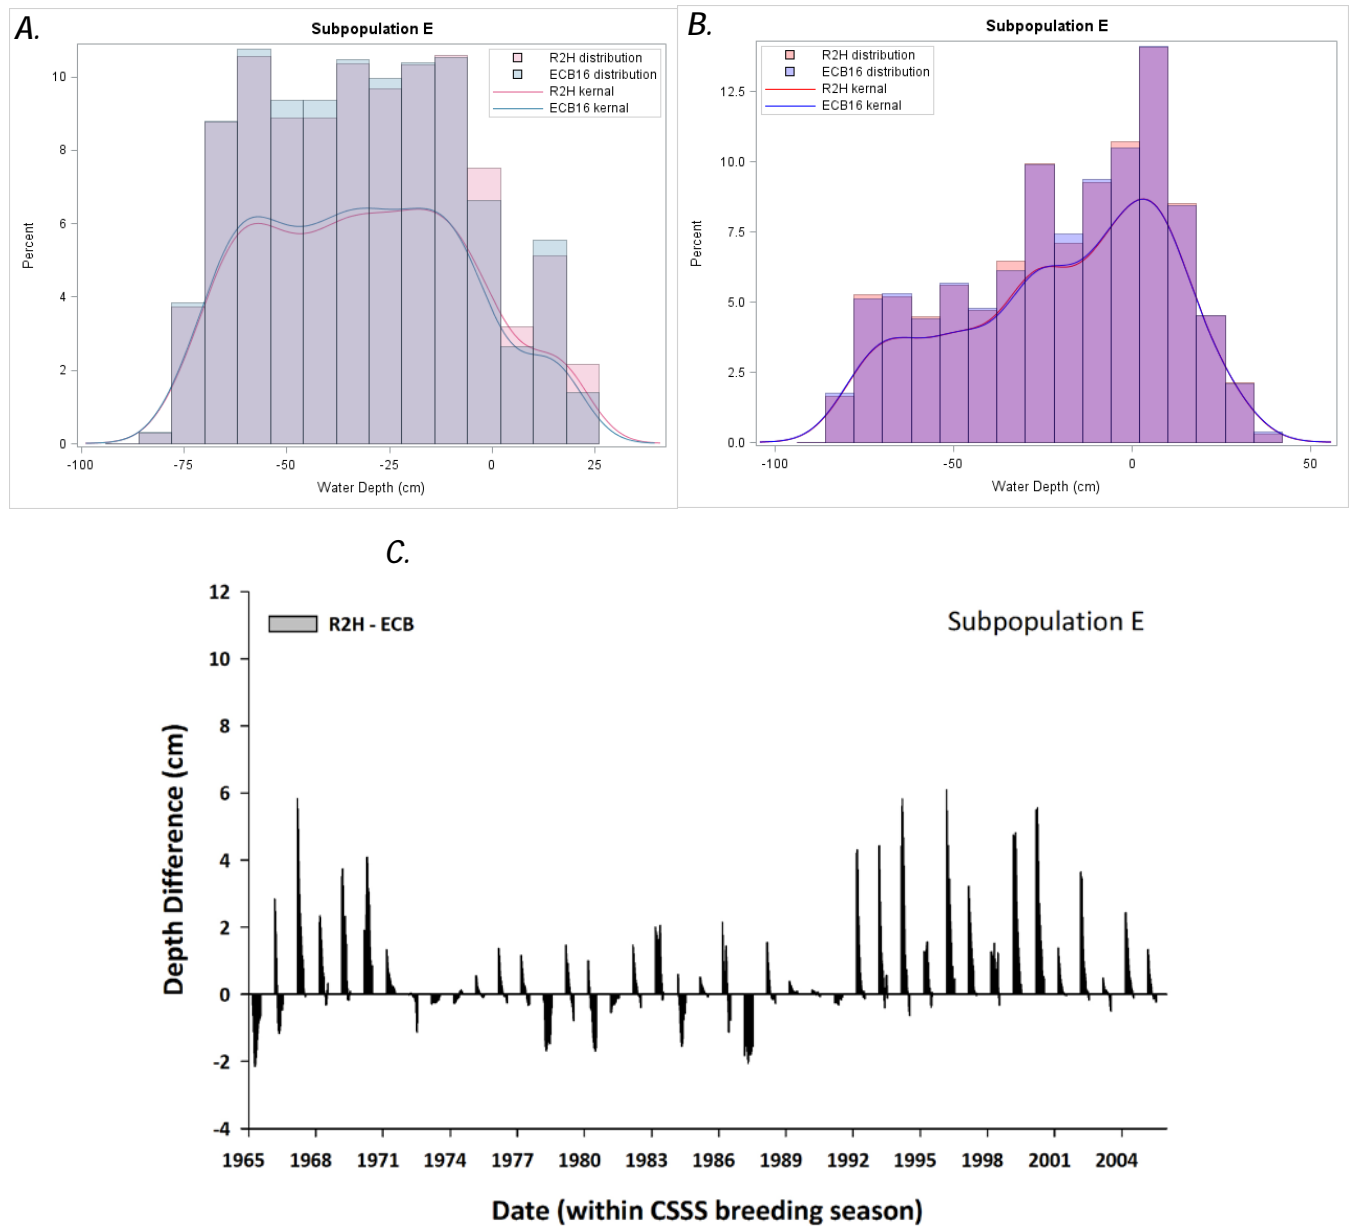 A.
Subpopulation E
R2H distribution
ECB16 distribution
R2H kernal
ECB16 kernal
Percent
10
8
6
4
2
0
-100 -75 -50 -25 0 25
Water Depth (cm)
B.
Subpopulation E
R2H distribution
ECB16 distribution
R2H kernal
ECB16 kernal
Percent
12.5
10.0
7.5
5.0
2.5
0.0
-100 -50 0 50
Water Depth (cm)
C.
R2H - ECB
Subpopulation E
Depth Difference (cm)
12
10
8
6
4
2
0
-2
-4
1965 1968 1971 1974 1977 1980 1983 1986 1989 1992 1995 1998 2001 2004
Date (within CSSS breeding season)